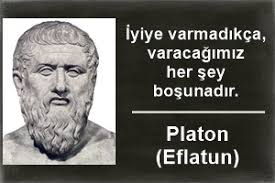 İyiye varmadıkça,
varacağımız
her şey
boşunadır.
Platon
(Eflatun)